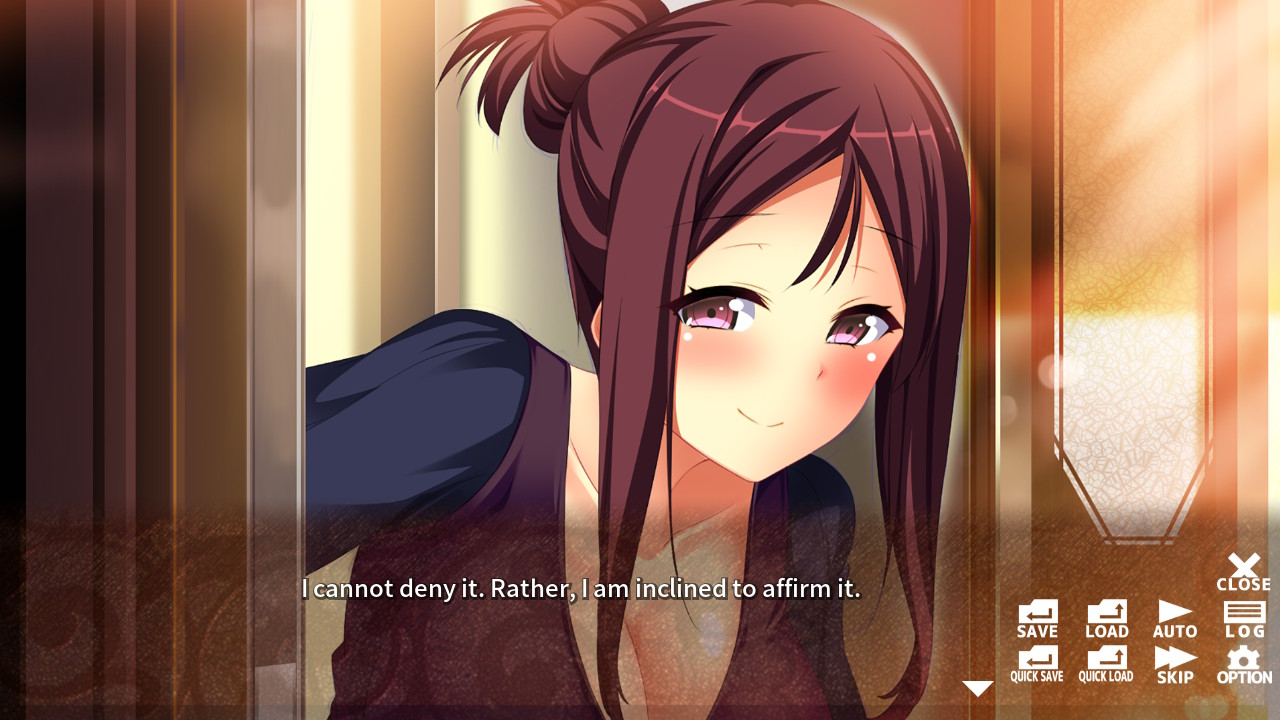 I cannot deny it. Rather, I am inclined to affirm it.
CLOSE
SAVE LOAD AUTO LOG
QUICK SAVE QUICK LOAD SKIP OPTION